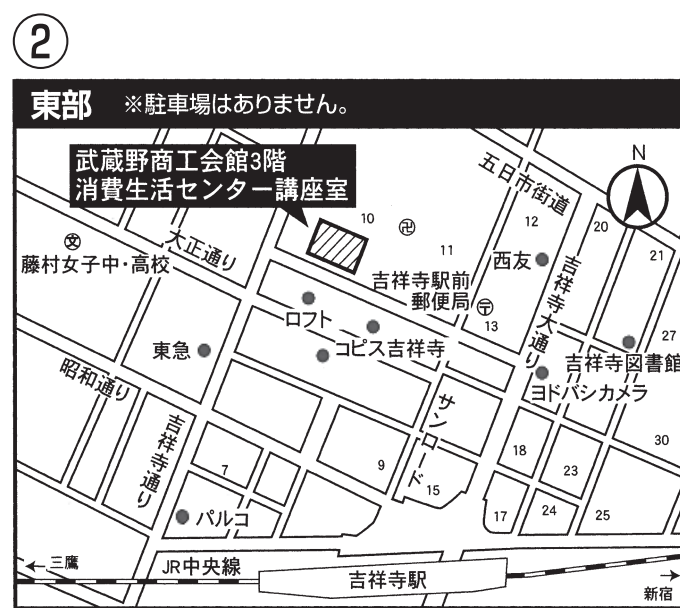 ②
東部 ※駐車場はありません。
武蔵野商工会館3階
消費生活センター講座室
N
五日市街道
10
12
20
大正通り
11
21
文
藤村女子中・高校
西友
吉祥寺駅前
郵便局
〒
吉祥寺大通り
ロフト
13
27
東急
コピス吉祥寺
吉祥寺図書館
昭和通り
ヨドバシカメラ
サンロード
吉祥寺通り
7
9
18
23
30
15
パルコ
17
24
25
←三鷹
JR中央線
吉祥寺駅
→
新宿